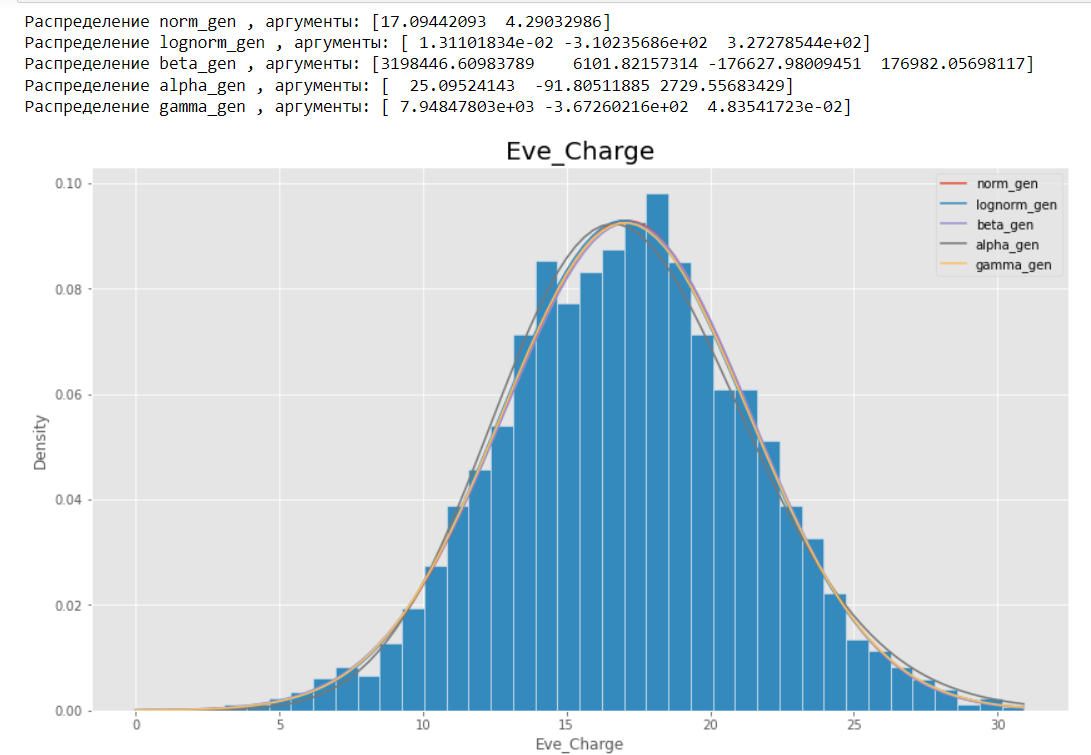 Распределение norm_gen , аргументы: [17.09442093  4.29032986]
Распределение lognorm_gen , аргументы: [ 1.31101834e-02 -3.10235686e+02  3.27278544e+02]
Распределение beta_gen , аргументы: [3198446.60983789    6101.82157314 -176627.98009451  176982.05698117]
Распределение alpha_gen , аргументы: [  25.09524143  -91.80511885 2729.55683429]
Распределение gamma_gen , аргументы: [ 7.94847803e+03 -3.67260216e+02  4.83541723e-02]
Eve_Charge
norm_gen
lognorm_gen
beta_gen
alpha_gen
gamma_gen
0.10
0.08
0.06
0.04
0.02
0.00
Density
0 5 10 15 20 25 30
Eve_Charge